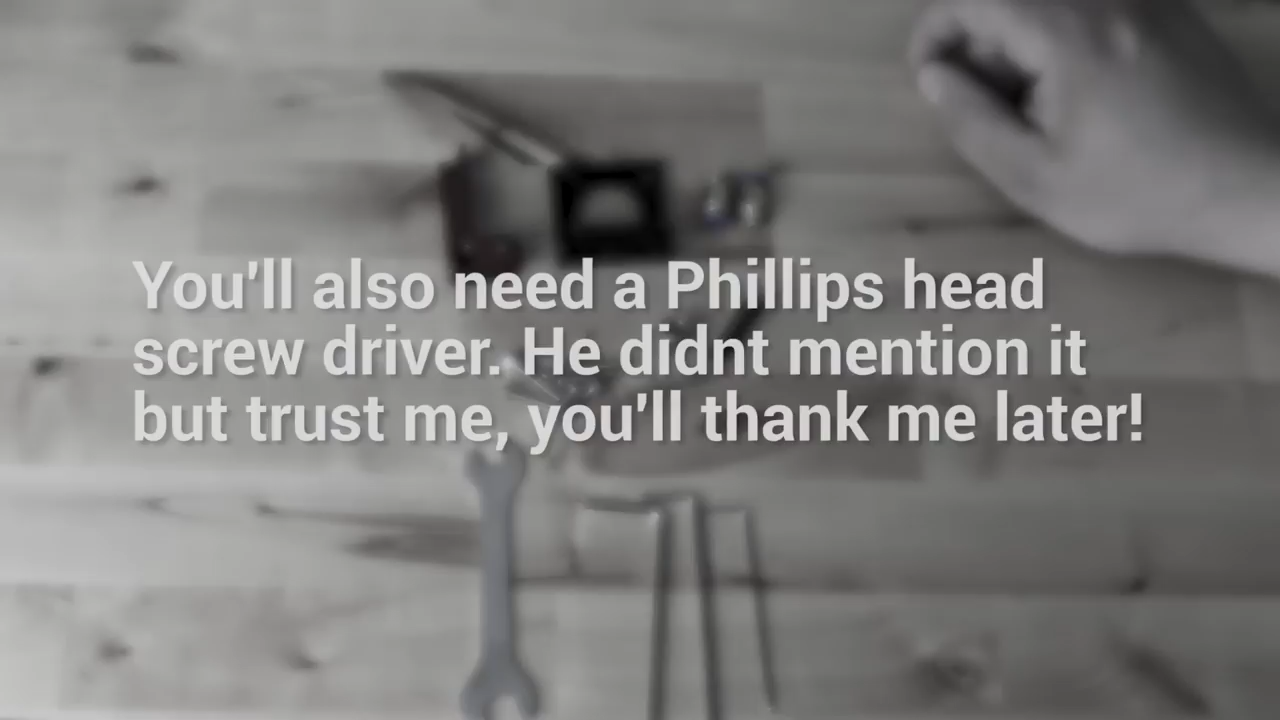 You'll also need a Phillips head
screw driver. He didnt mention it
but trust me, you'll thank me later!